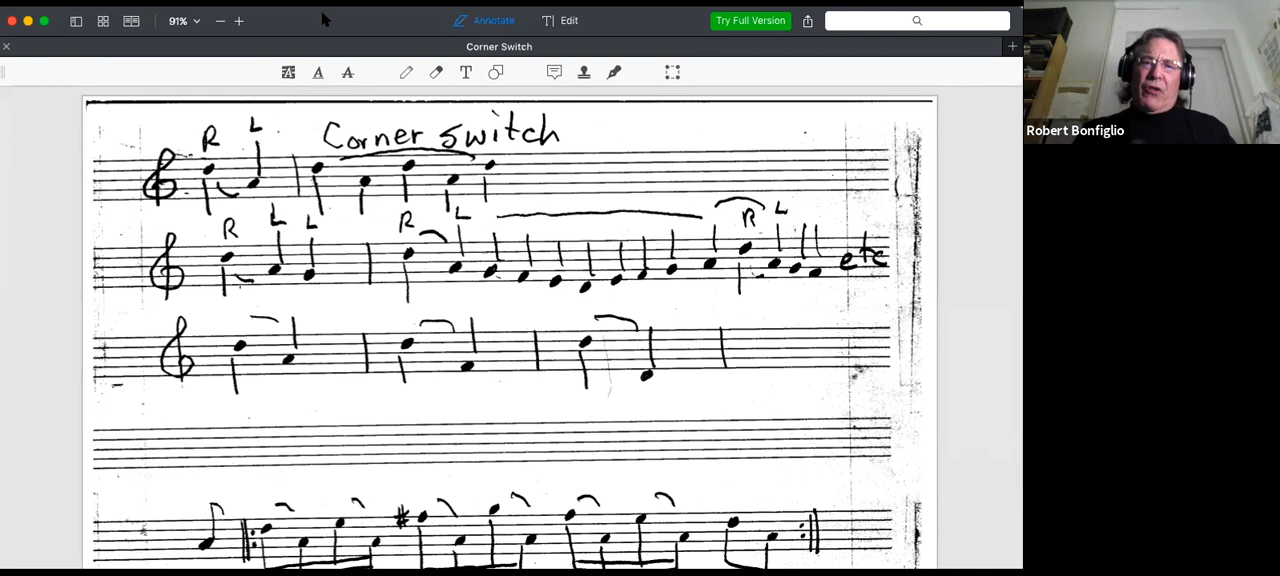 91%
Annotate
T| Edit
Try Full Version
Corner Switch
T
Robert Bonfiglio
Corner switch
R L
R L L R L R L
etc